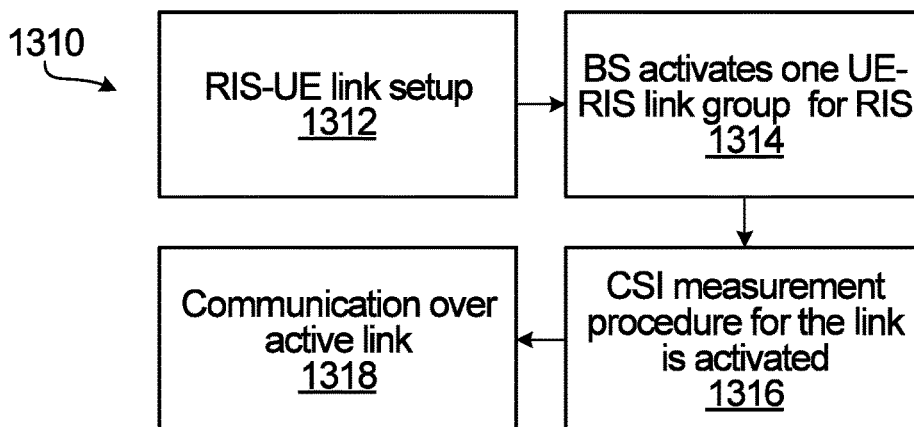 1310
RIS-UE link setup
1312
BS activates one UE-
RIS link group for RIS
1314
CSI measurement
procedure for the link
is activated
1316
Communication over
active link
1318